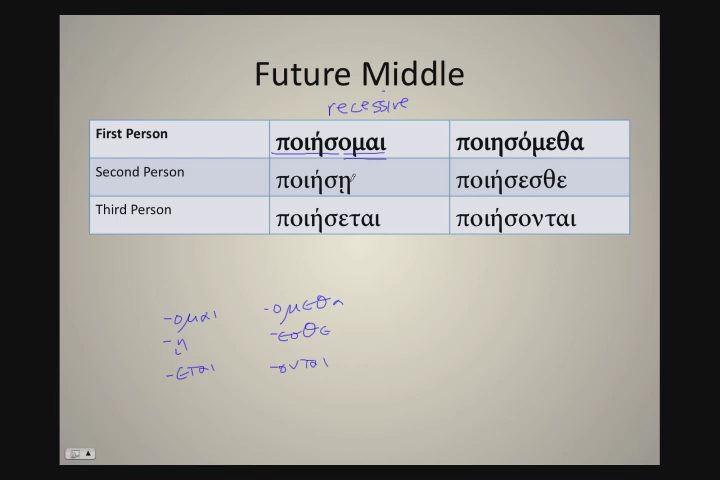 Future Middle
recessive
First Person ποιήσομαι ποιησόμεθα
Second Person ποιήσῃ ποιήσεσθε
Third Person ποιήσεται ποιήσονται
-ομαι -ομεθα
-ῃ -εσθε
-εται -ονται